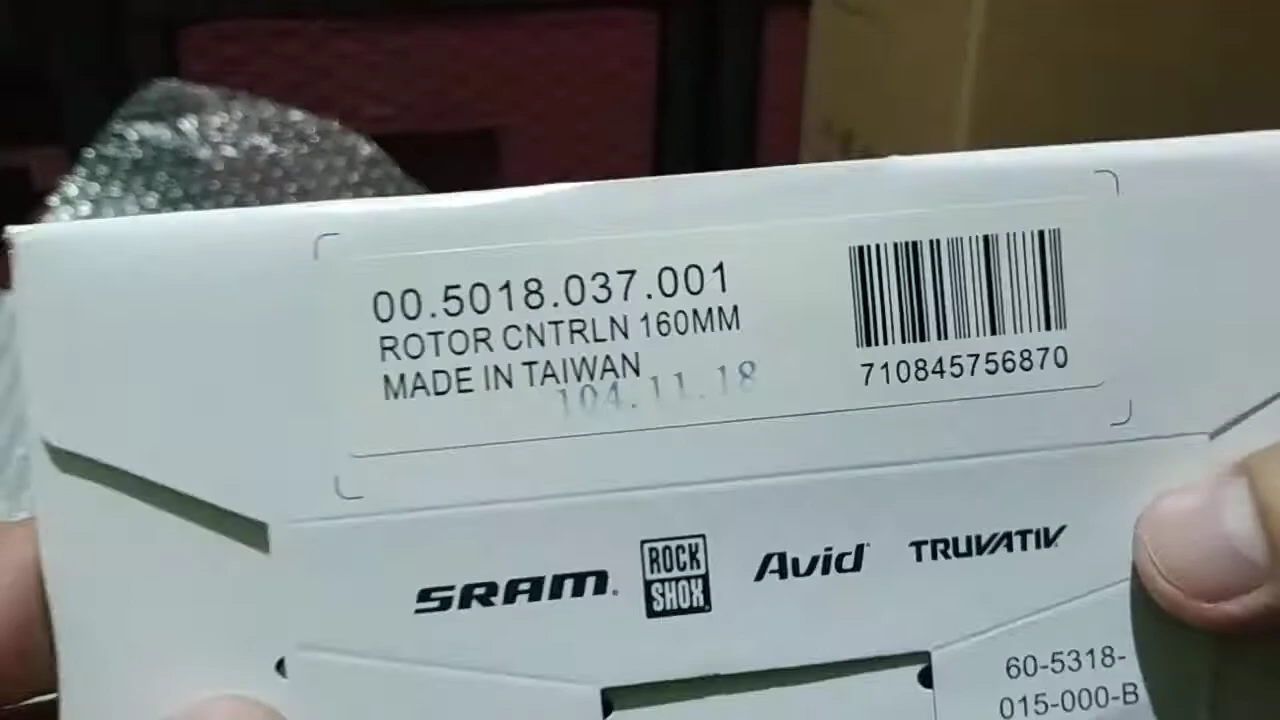 00.5018.037.001
ROTOR CNTRLN 160MM
MADE IN TAIWAN
104.11.18
710845756870
SRAM. ROCK SHOX Avid TRUVATIV
60-5318-
015-000-B